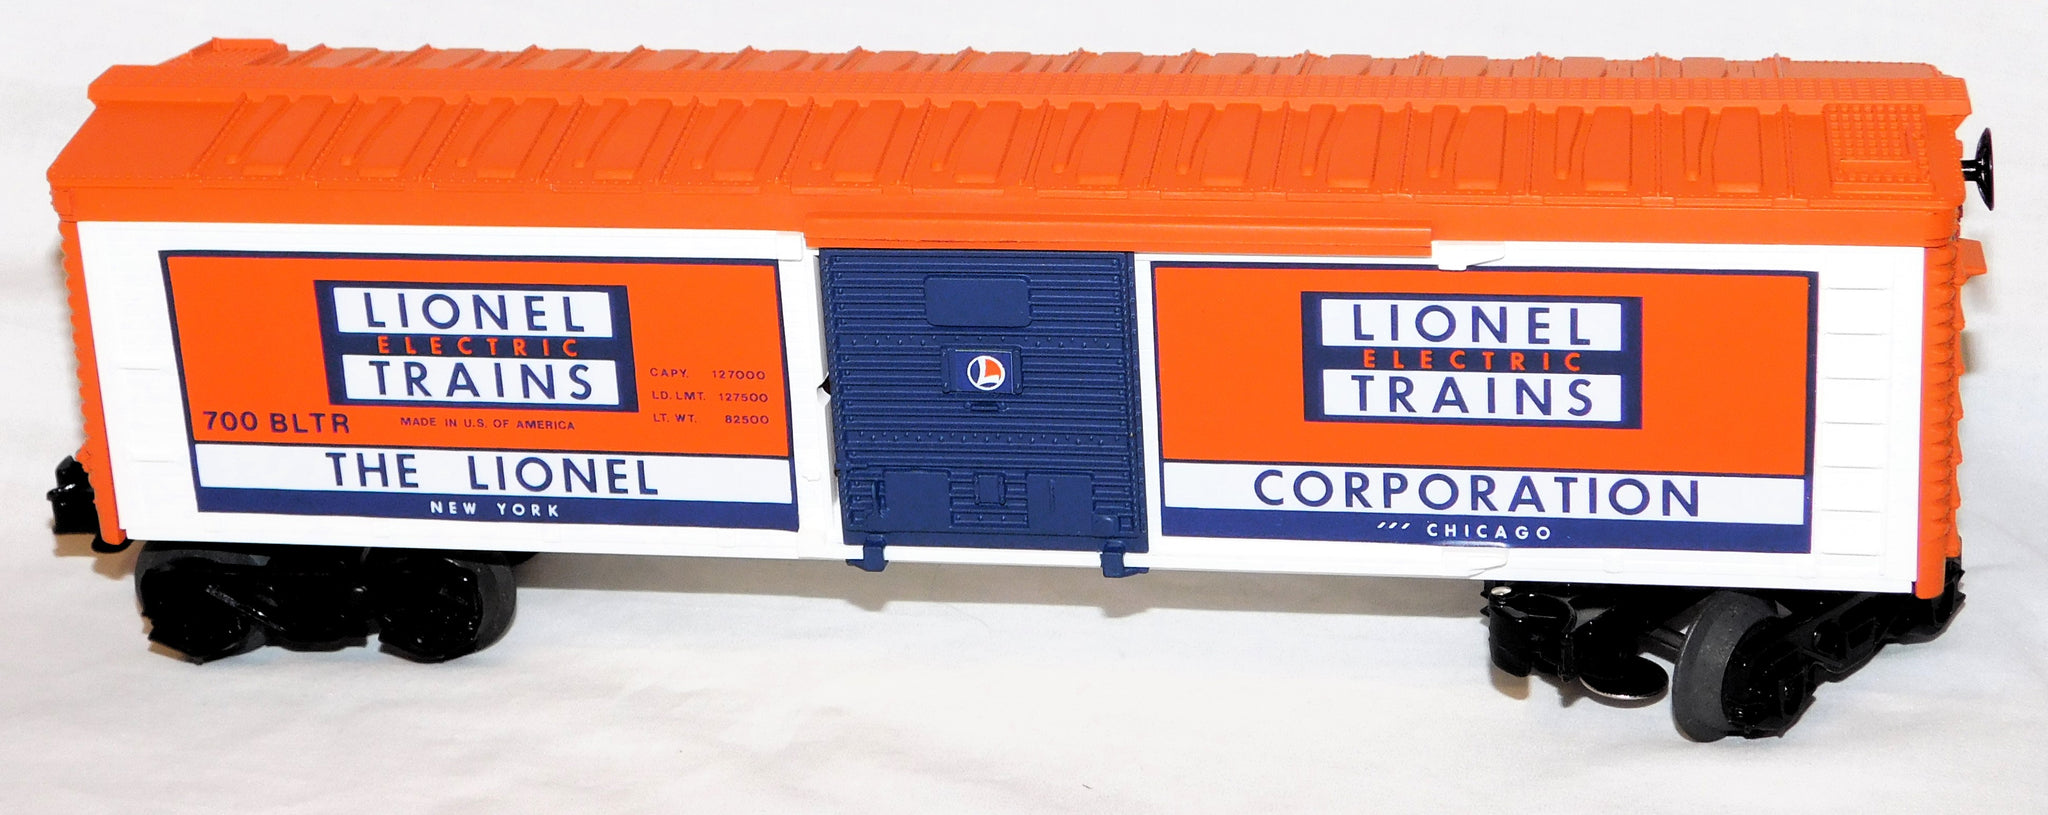 LIONEL
ELECTRIC
TRAINS
CAPY. 127000
LD. LMT. 127500
LT. WT. 82500
700 BLTR
MADE IN U.S. OF AMERICA
THE LIONEL
NEW YORK
L
LIONEL
ELECTRIC
TRAINS
CORPORATION
CHICAGO